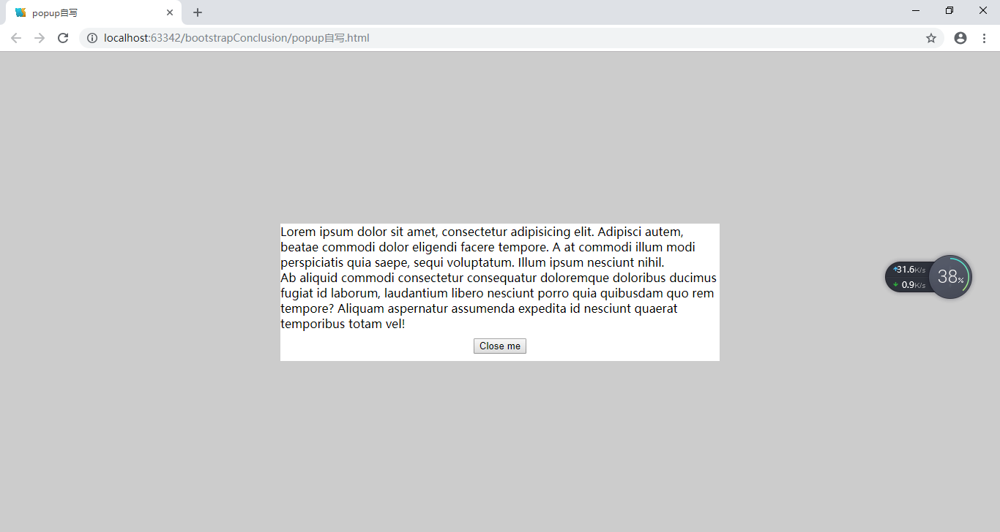 popup自写
localhost:63342/bootstrapConclusion/popup自写.html
Lorem ipsum dolor sit amet, consectetur adipisicing elit. Adipisci autem,
beatae commodi dolor eligendi facere tempore. A at commodi illum modi
perspiciatis quia saepe, sequi voluptatum. Illum ipsum nesciunt nihil.
Ab aliquid commodi consectetur consequatur doloremque doloribus ducimus
fugiat id laborum, laudantium libero nesciunt porro quia quibusdam quo rem
tempore? Aliquam aspernatur assumenda expedita id nesciunt quaerat
temporibus totam vel!
Close me
31.6K/s
0.9K/s
38%